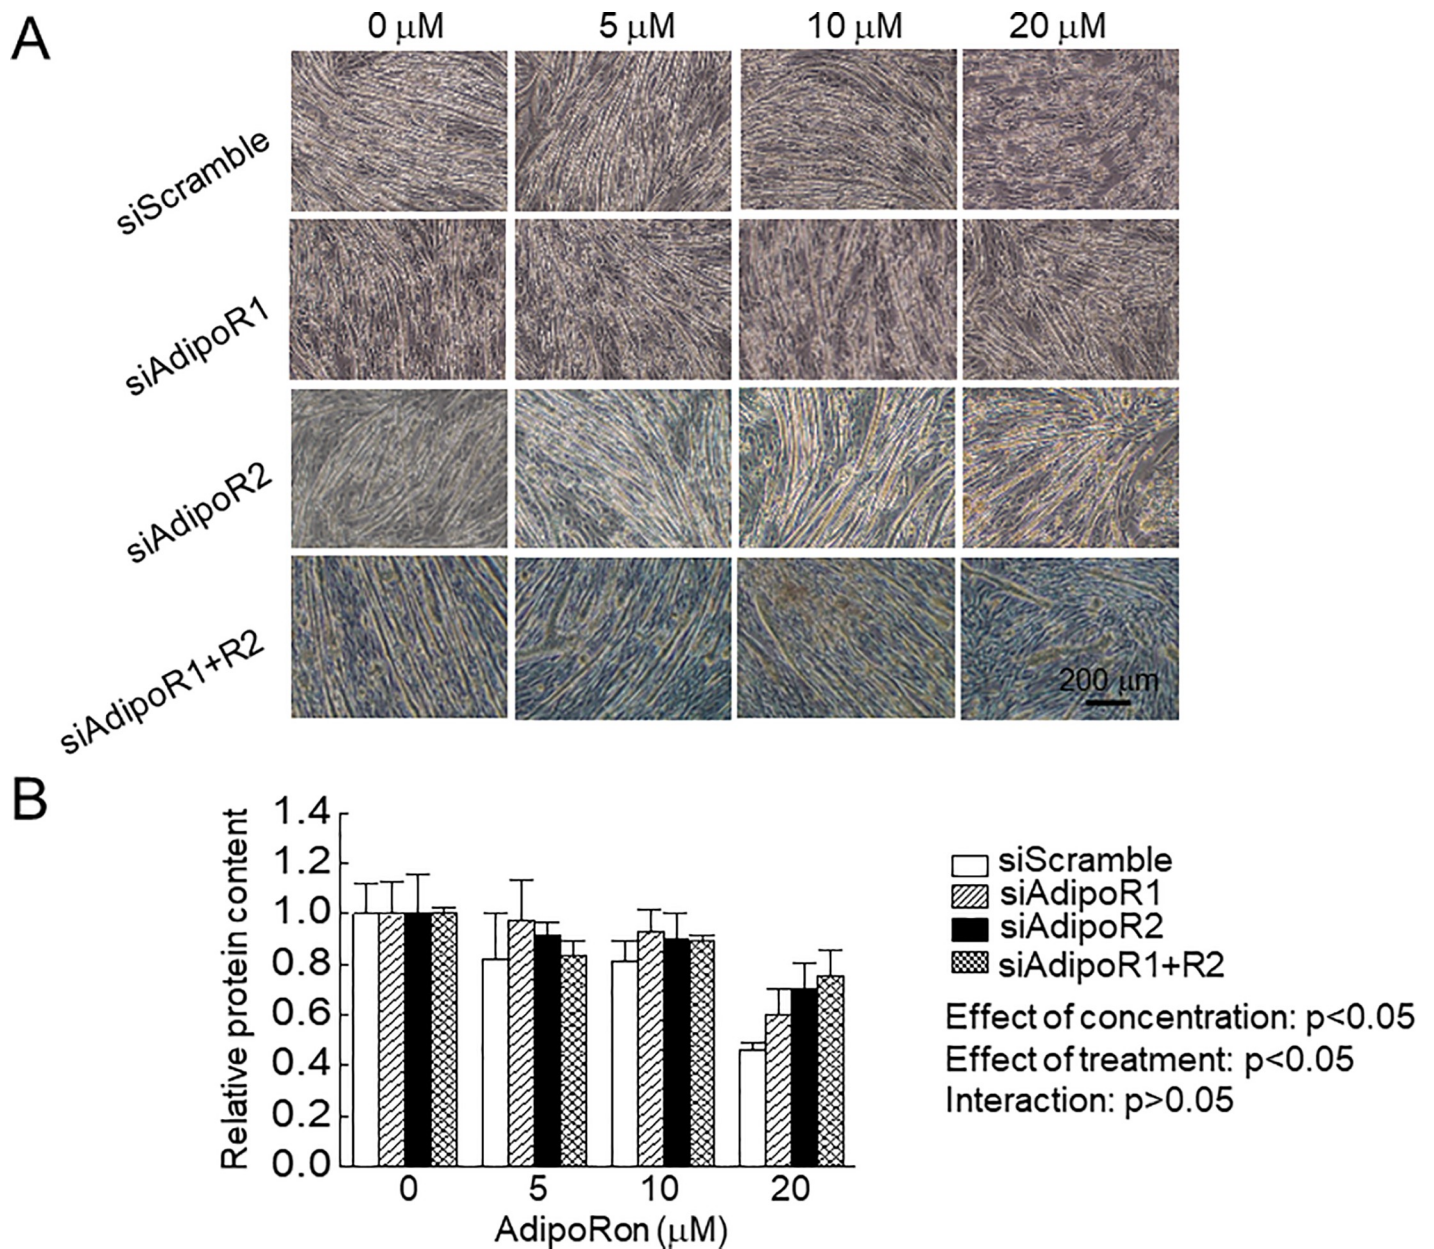 A
0 μM 5 μM 10 μM 20 μM
siScramble
siAdipoR1
siAdipoR2
siAdipoR1+R2
200 μm
B
Relative protein content
1.4
1.2
1.0
0.8
0.6
0.4
0.2
0.0
0 5 10 20
AdipoRon (μM)
siScramble
siAdipoR1
siAdipoR2
siAdipoR1+R2
Effect of concentration: p<0.05
Effect of treatment: p<0.05
Interaction: p>0.05